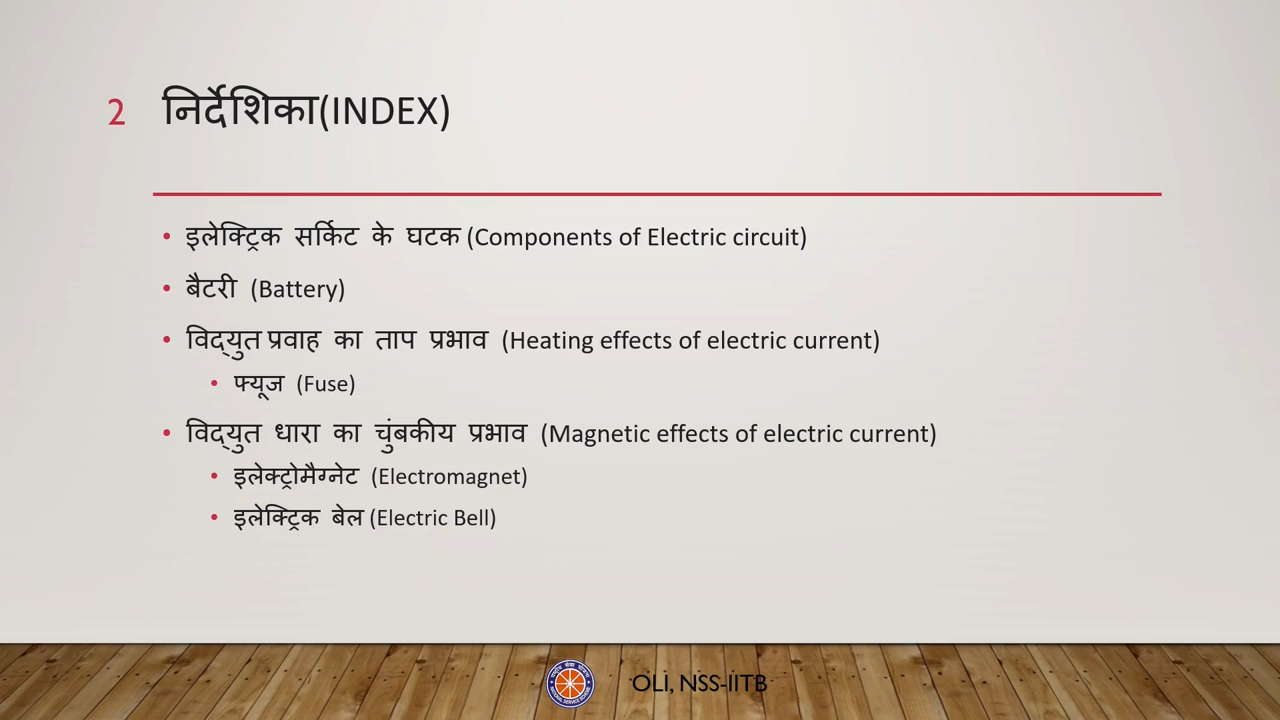 2
निर्देशिका(INDEX)
• इलेक्ट्रिक सर्किट के घटक (Components of Electric circuit)
• बैटरी (Battery)
• विद्युत प्रवाह का ताप प्रभाव (Heating effects of electric current)
• फ्यूज (Fuse)
• विद्युत धारा का चुंबकीय प्रभाव (Magnetic effects of electric current)
• इलेक्ट्रोमैग्नेट (Electromagnet)
• इलेक्ट्रिक बेल (Electric Bell)
OLI, NSS-IITB